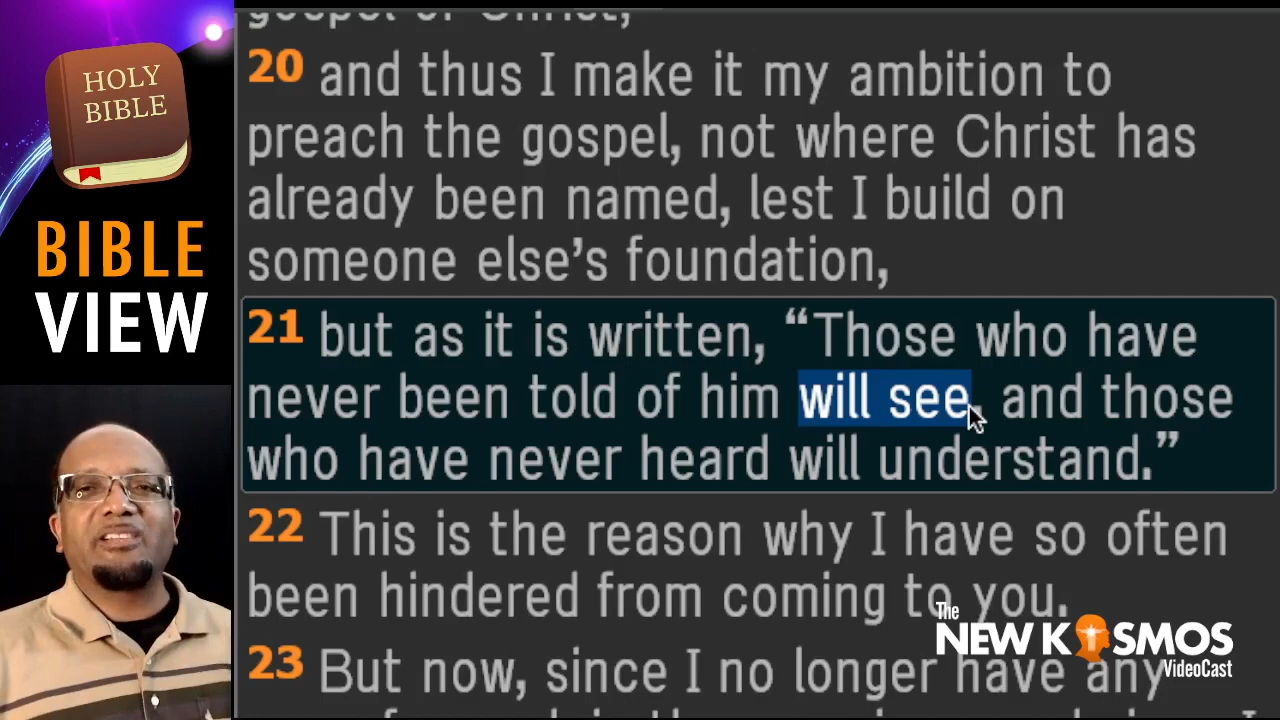 HOLY
BIBLE
BIBLE
VIEW
gospel of Christ,
20 and thus I make it my ambition to
preach the gospel, not where Christ has
already been named, lest I build on
someone else’s foundation,
21 but as it is written, “Those who have
never been told of him will see, and those
who have never heard will understand.”
22 This is the reason why I have so often
been hindered from coming to you.
23 But now, since I no longer have any
The
NEW KOSMOS
VideoCast